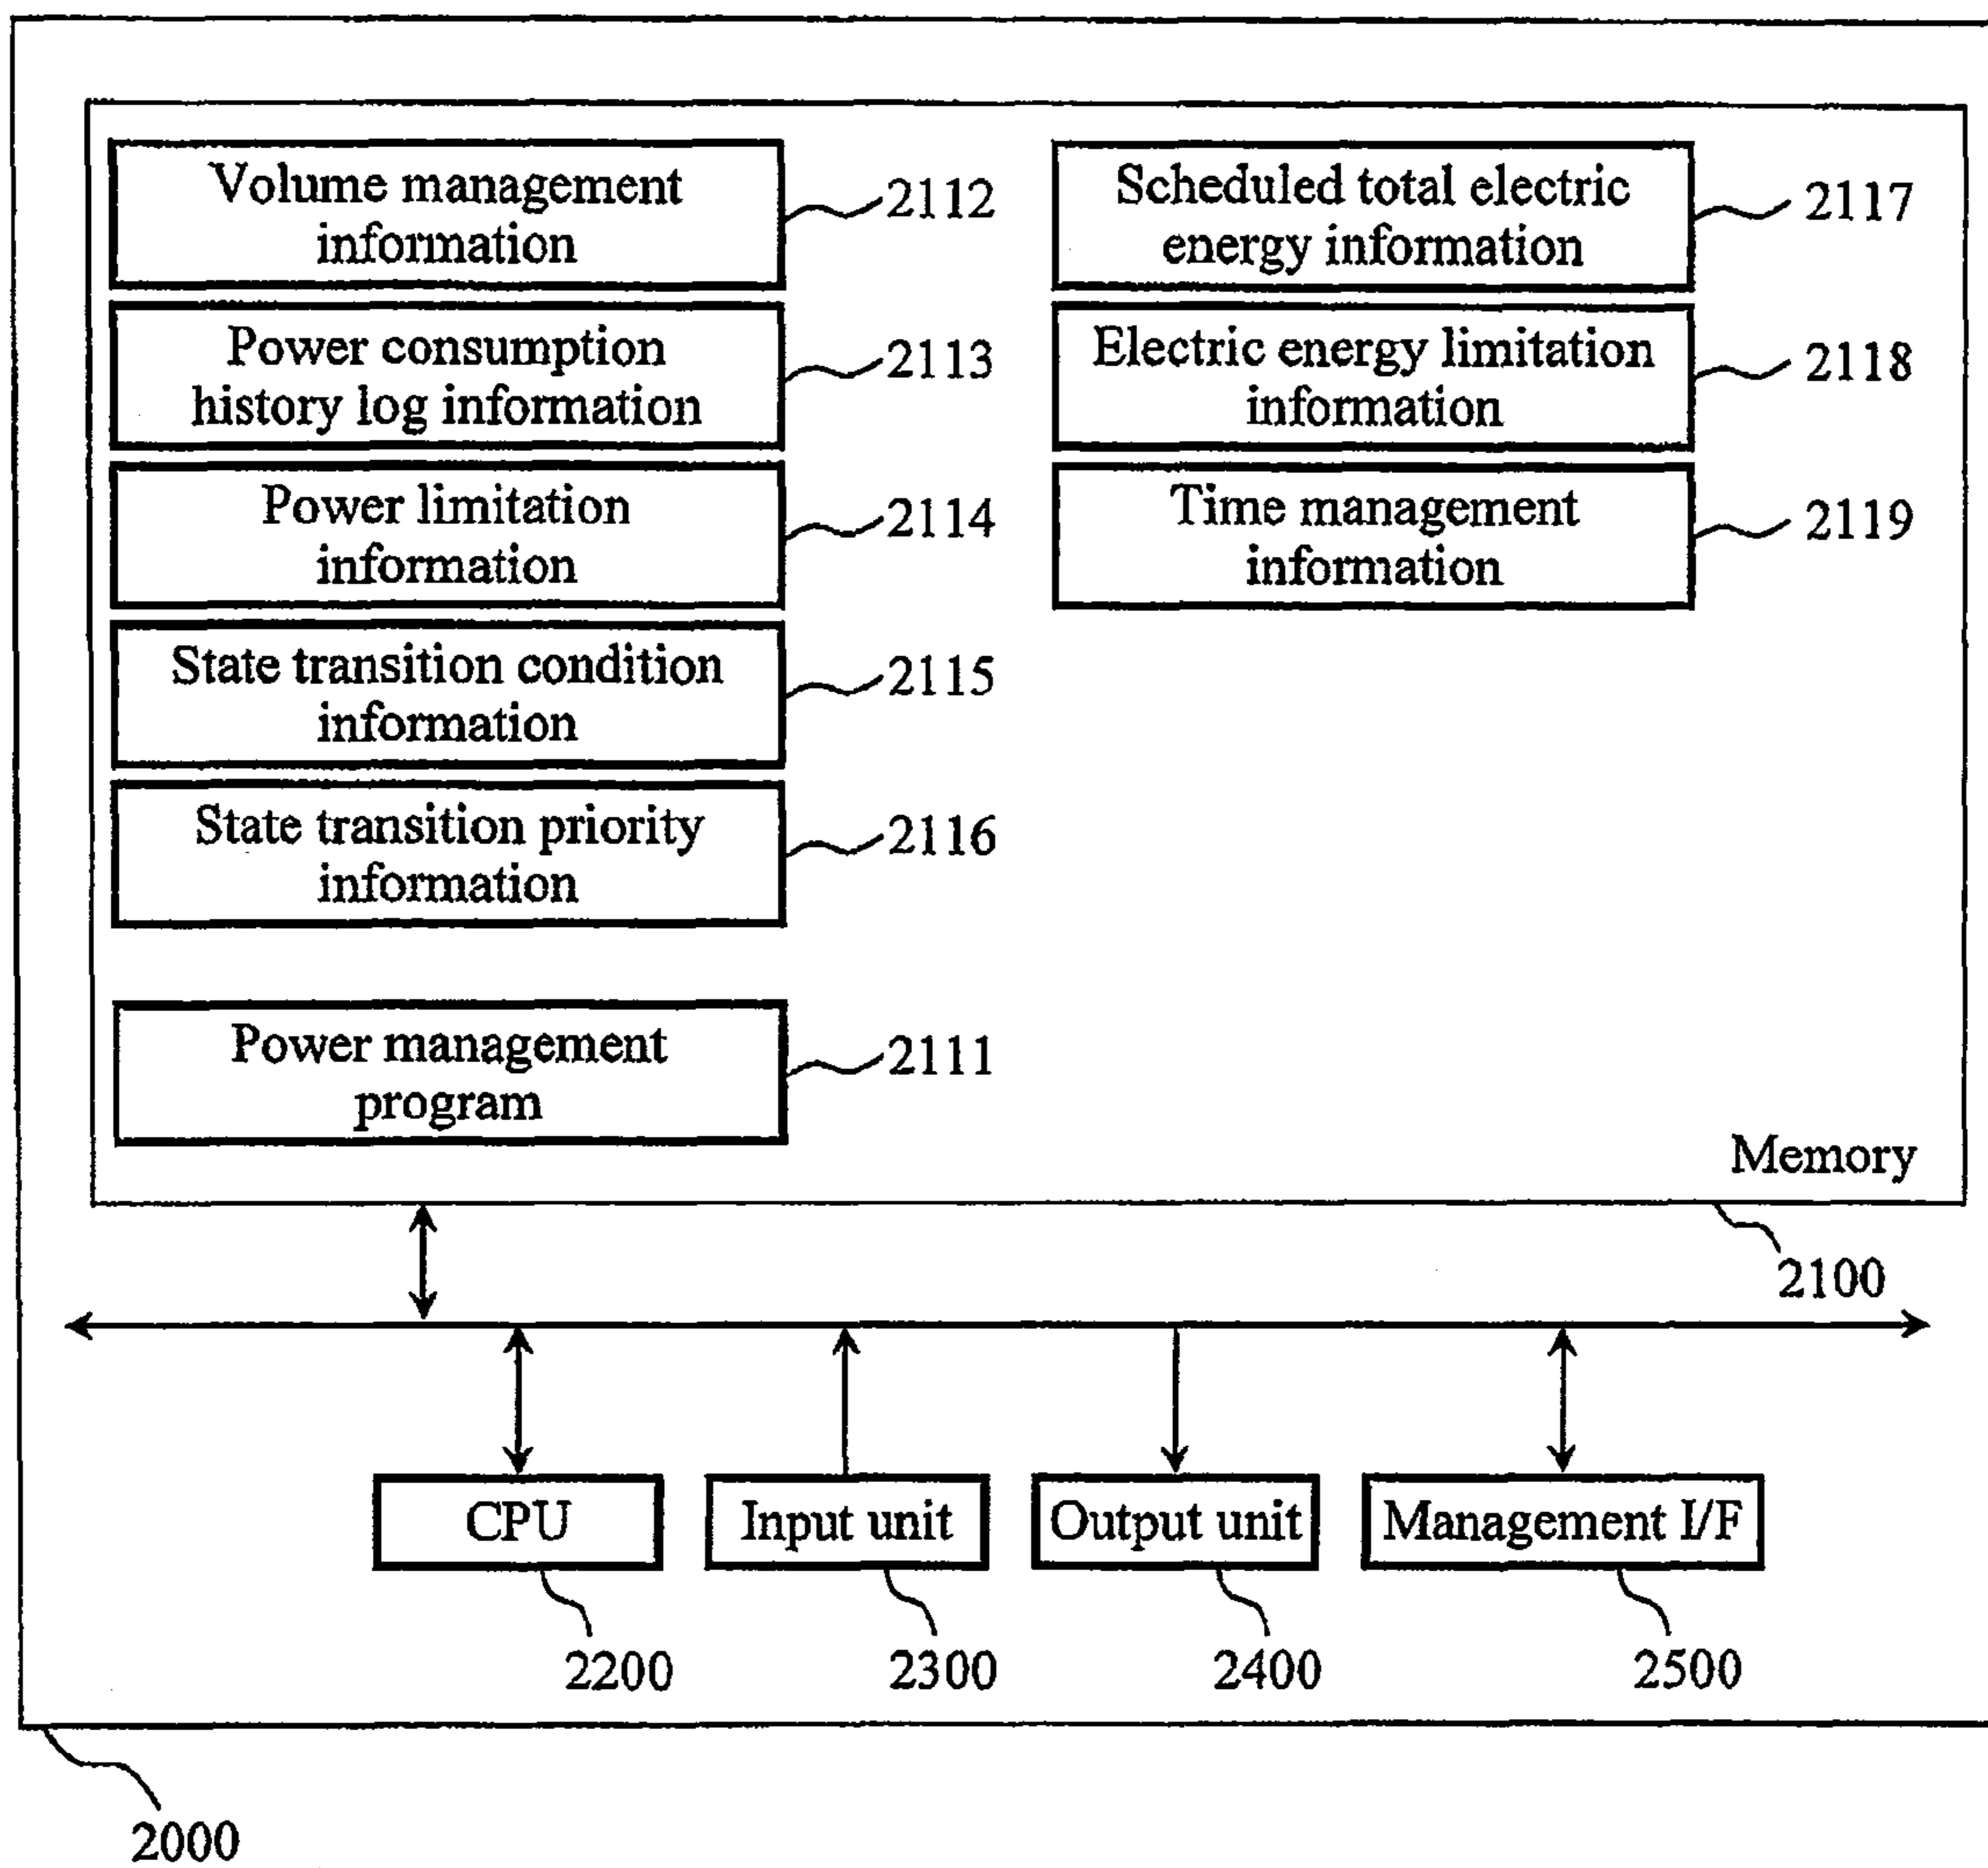 Volume management
information
2112
Power consumption
history log information
2113
Power limitation
information
2114
State transition condition
information
2115
State transition priority
information
2116
Power management
program
2111
Scheduled total electric
energy information
2117
Electric energy limitation
information
2118
Time management
information
2119
Memory
2100
CPU
2200
Input unit
2300
Output unit
2400
Management I/F
2500
2000